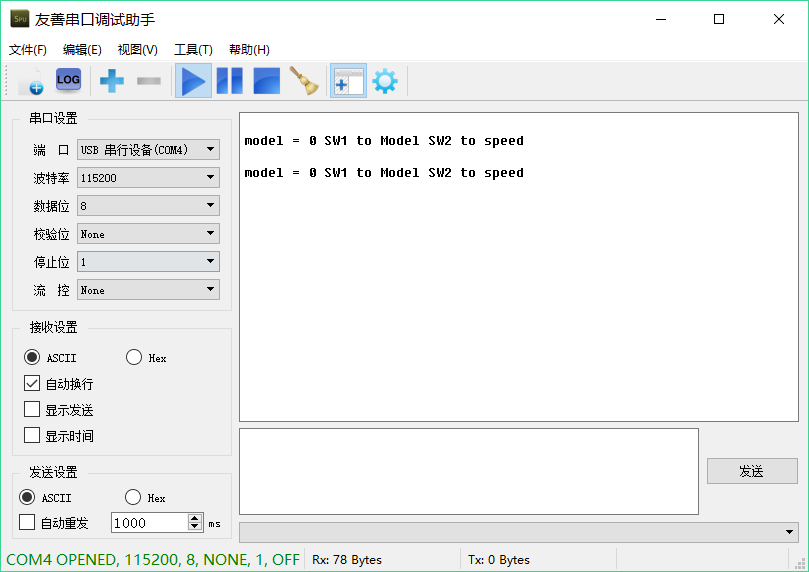 SPU 友善串口调试助手
文件(F) 编辑(E) 视图(V) 工具(T) 帮助(H)
LOG
串口设置
端 口 USB 串行设备(COM4)
波特率 115200
数据位 8
校验位 None
停止位 1
流 控 None
接收设置
ASCII Hex
自动换行
显示发送
显示时间
发送设置
ASCII Hex
自动重发 1000 ms
model = 0 SW1 to Model SW2 to speed
model = 0 SW1 to Model SW2 to speed
发送
COM4 OPENED, 115200, 8, NONE, 1, OFF Rx: 78 Bytes Tx: 0 Bytes